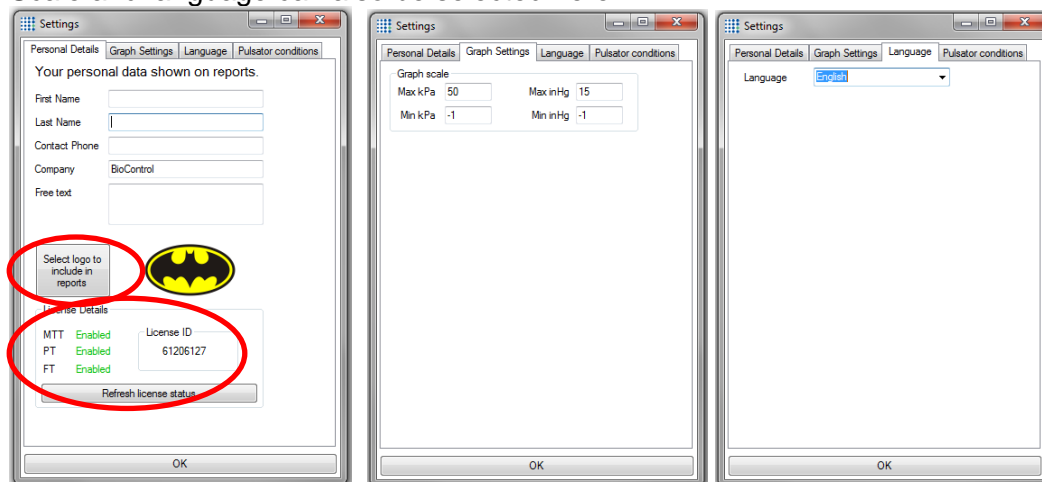 Settings
Personal Details Graph Settings Language Pulsator conditions
Your personal data shown on reports.
First Name
Last Name
Contact Phone
Company BioControl
Free text
Select logo to
include in
reports
License Details
MTT Enabled
PT Enabled
FT Enabled
License ID
61206127
Refresh license status
OK
Settings
Personal Details Graph Settings Language Pulsator conditions
Graph scale
Max kPa 50 Max inHg 15
Min kPa -1 Min inHg -1
OK
Settings
Personal Details Graph Settings Language Pulsator conditions
Language English
OK